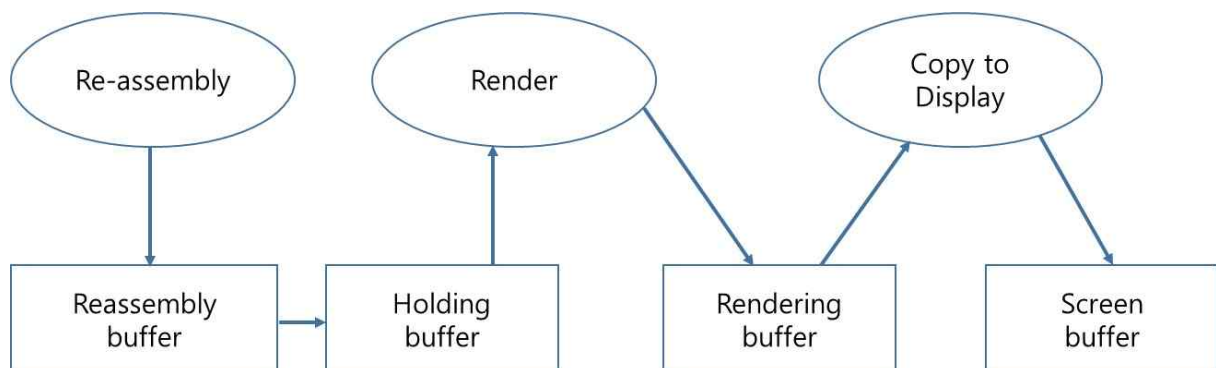 Re-assembly
Render
Copy to
Display
Reassembly
buffer
Holding
buffer
Rendering
buffer
Screen
buffer